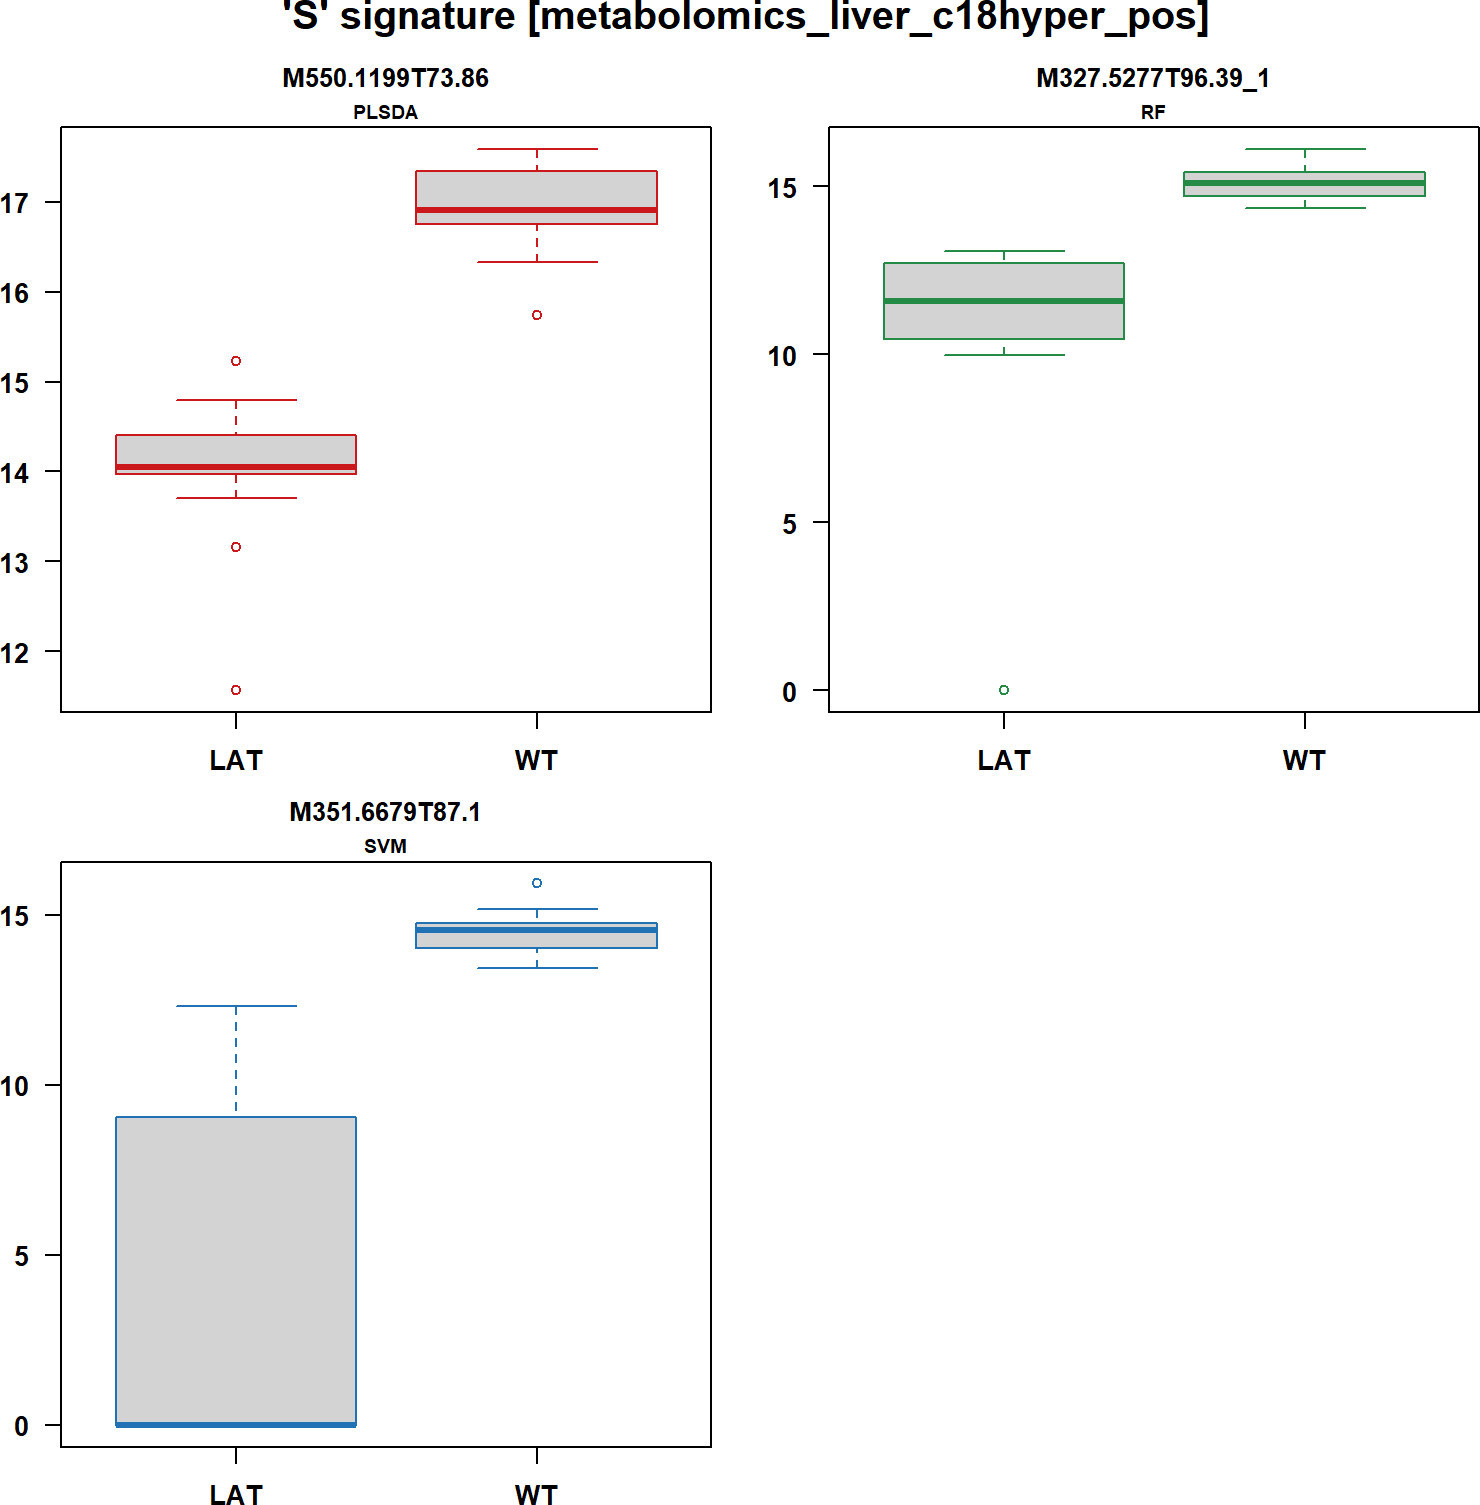 'S' signature [metabolomics_liver_c18hyper_pos]
M550.1199T73.86
PLSDA
17
16
15
14
13
12
LAT WT
M327.5277T96.39_1
RF
15
10
5
0
LAT WT
M351.6679T87.1
SVM
15
10
5
0
LAT WT